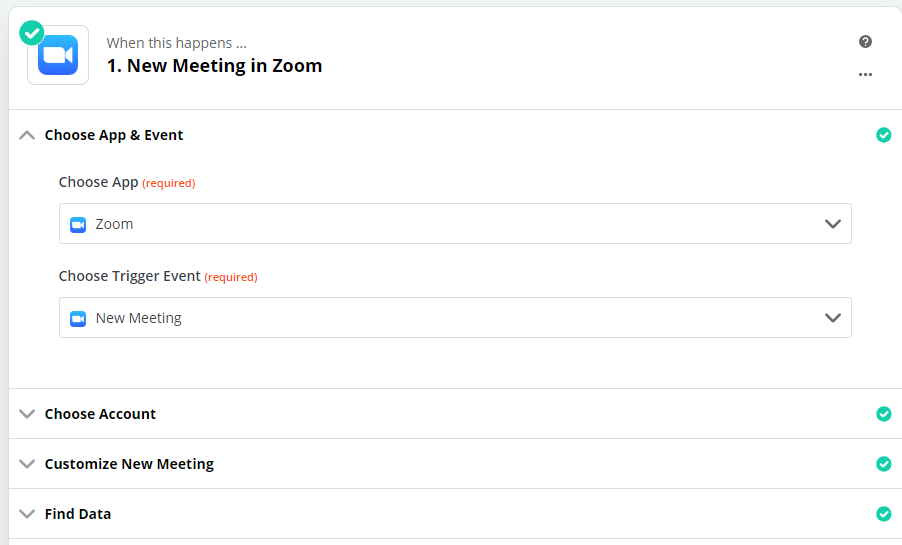 When this happens ...
1. New Meeting in Zoom
Choose App & Event
Choose App (required)
Zoom
Choose Trigger Event (required)
New Meeting
Choose Account
Customize New Meeting
Find Data